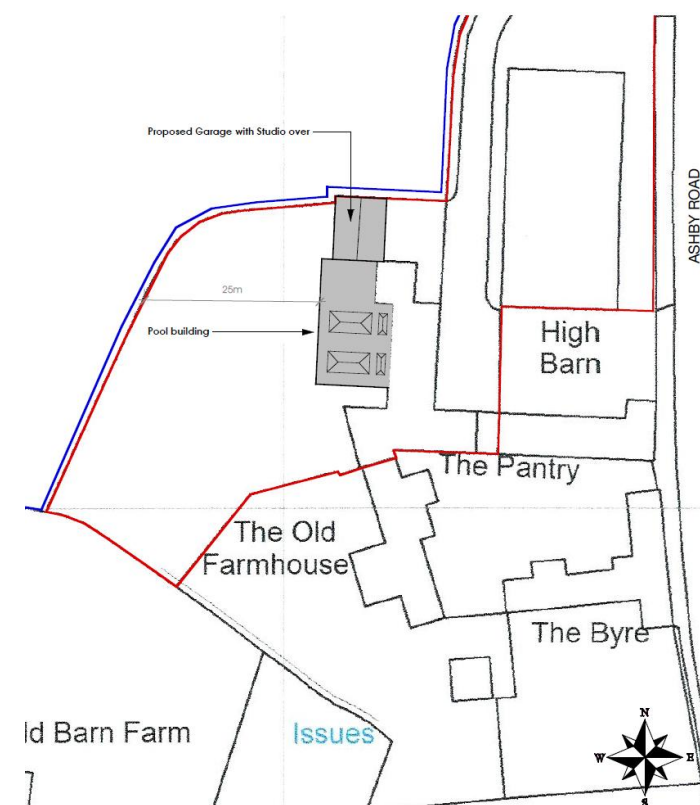 Proposed Garage with Studio over
ASHBY ROAD
25m
Pool building
High
Barn
The Pantry
The Old
Farmhouse
The Byre
ld Barn Farm
Issues
N
W
E
S